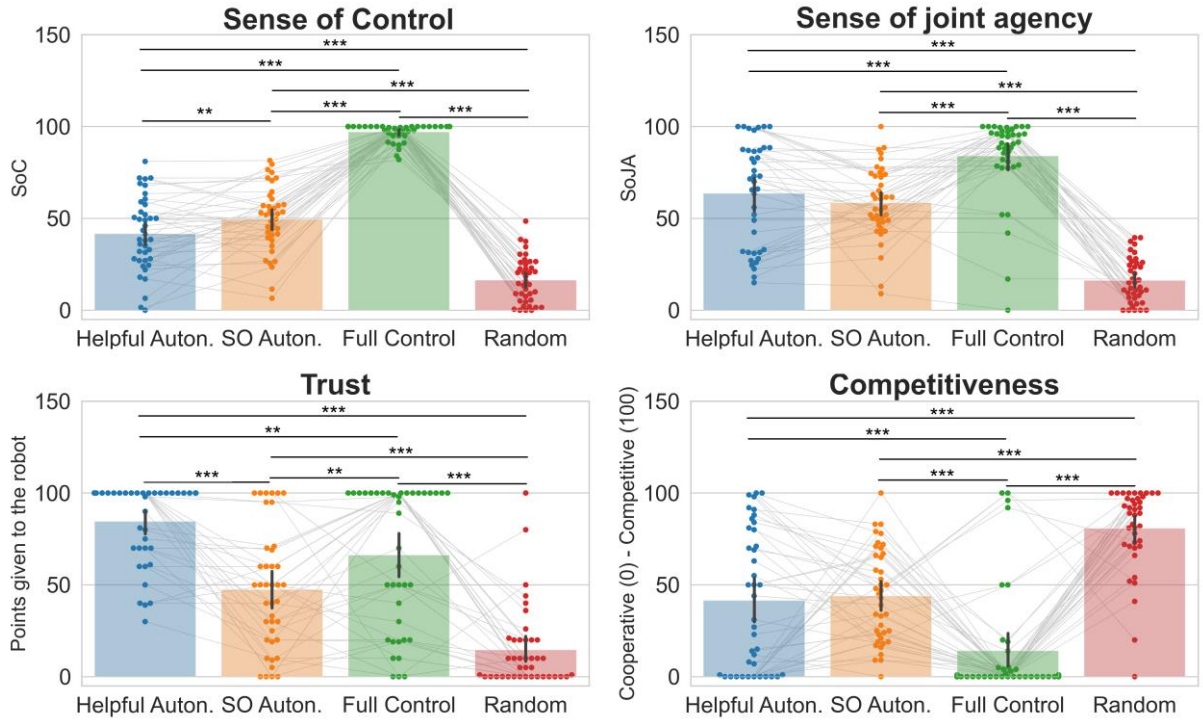 Sense of Control
150
100
50
0
SoC
***
***
***
** *** ***
Helpful Auton. SO Auton. Full Control Random
Sense of joint agency
150
100
50
0
SoJA
***
***
***
*** ***
Helpful Auton. SO Auton. Full Control Random
Trust
150
100
50
0
Points given to the robot
***
**
***
*** ** ***
Helpful Auton. SO Auton. Full Control Random
Competitiveness
150
100
50
0
Cooperative (0) - Competitive (100)
***
***
***
*** ***
Helpful Auton. SO Auton. Full Control Random